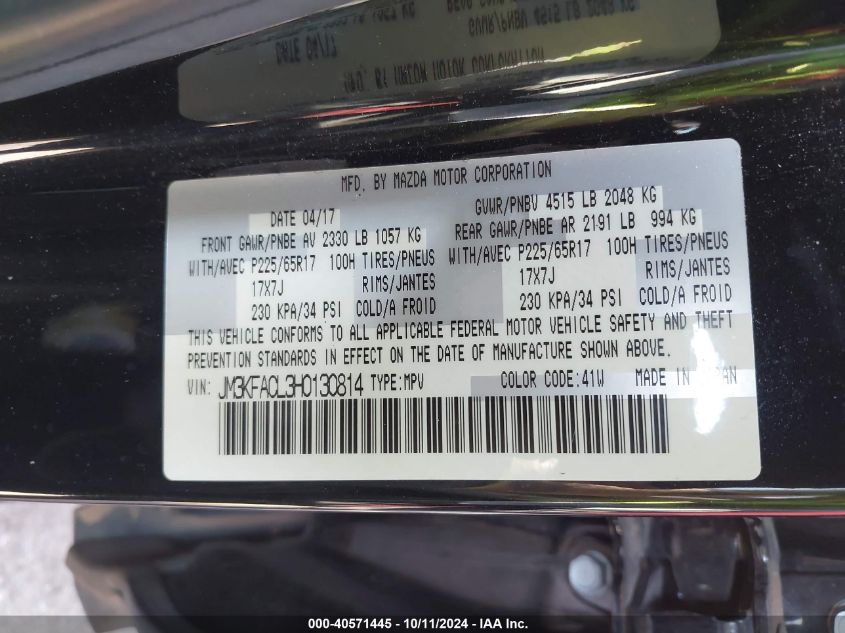 MFD. BY MAZDA MOTOR CORPORATION
DATE 04/17
GVWR/PNBV 4515 LB 2048 KG
FRONT GAWR/PNBE AV 2330 LB 1057 KG
REAR GAWR/PNBE AR 2191 LB 994 KG
WITH/AVEC P225/65R17 100H TIRES/PNEUS
WITH/AVEC P225/65R17 100H TIRES/PNEUS
17X7J RIMS/JANTES
17X7J RIMS/JANTES
230 KPA/34 PSI COLD/A FROID
230 KPA/34 PSI COLD/A FROID
THIS VEHICLE CONFORMS TO ALL APPLICABLE FEDERAL MOTOR VEHICLE SAFETY AND THEFT
PREVENTION STANDARDS IN EFFECT ON THE DATE OF MANUFACTURE SHOWN ABOVE.
VIN: JM3KFACL3H0130814 TYPE:MPV COLOR CODE:41W MADE IN JAPAN
000-40571445 - 10/11/2024 - IAA Inc.